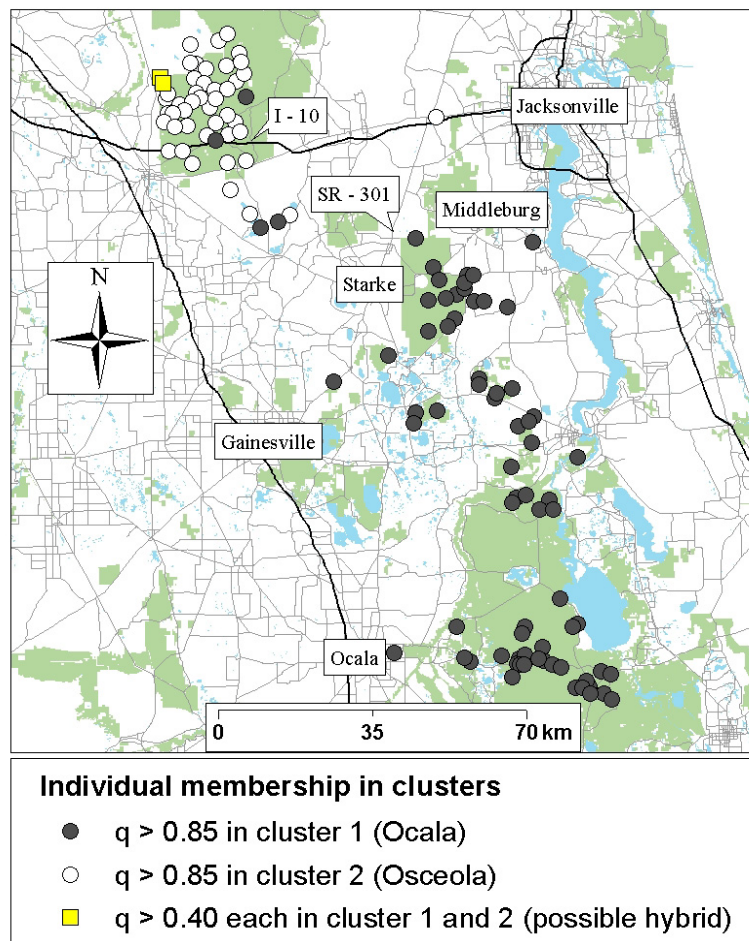 Jacksonville
I - 10
SR - 301
Middleburg
N
Starke
Gainesville
Ocala
0 35 70 km
Individual membership in clusters
q > 0.85 in cluster 1 (Ocala)
q > 0.85 in cluster 2 (Osceola)
q > 0.40 each in cluster 1 and 2 (possible hybrid)